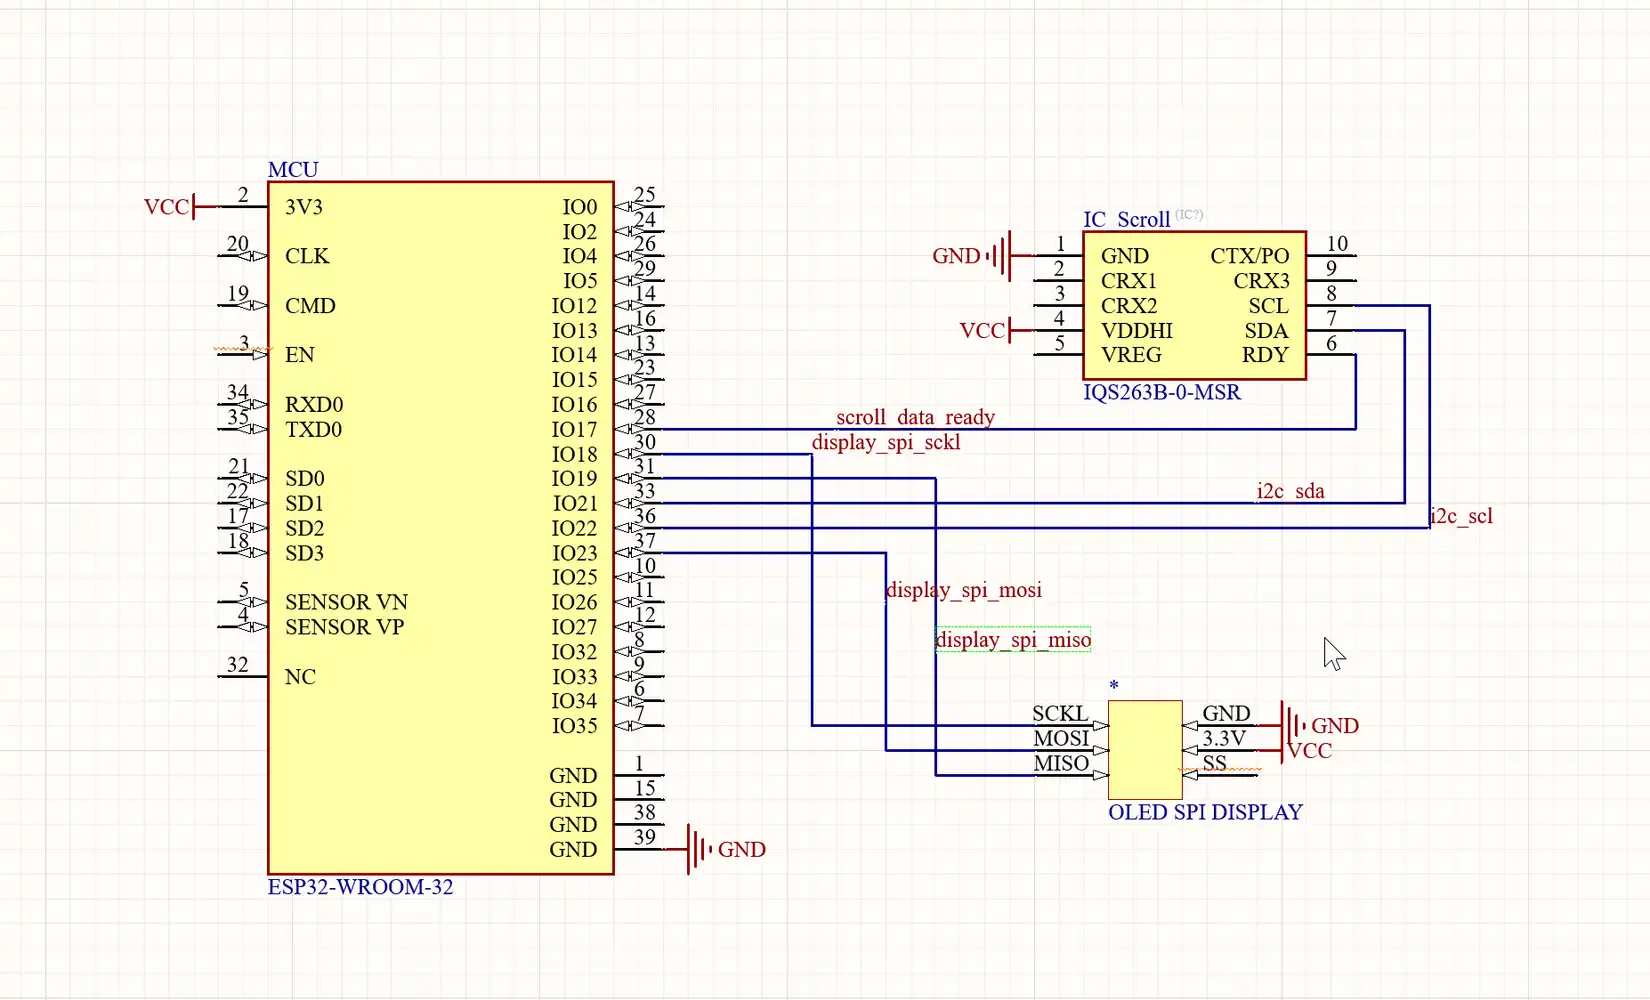 MCU
VCC 2 3V3
20 CLK
19 CMD
3 EN
34 RXD0
35 TXD0
21 SD0
22 SD1
17 SD2
18 SD3
5 SENSOR VN
4 SENSOR VP
32 NC
IO0 25
IO2 24
IO4 26
IO5 29
IO12 14
IO13 16
IO14 13
IO15 23
IO16 27
IO17 28
IO18 30
IO19 31
IO21 33
IO22 36
IO23 37
IO25 10
IO26 11
IO27 12
IO32 8
IO33 9
IO34 6
IO35 7
GND 1
GND 15
GND 38
GND 39 GND
ESP32-WROOM-32
IC_Scroll (IC?)
GND 1 GND
2 CRX1
3 CRX2
VCC 4 VDDHI
5 VREG
CTX/PO 10
CRX3 9
SCL 8
SDA 7
RDY 6
IQS263B-0-MSR
scroll_data_ready
display_spi_sckl
i2c_sda
i2c_scl
display_spi_mosi
display_spi_miso
*
SCKL GND GND
MOSI 3.3V VCC
MISO SS
OLED SPI DISPLAY